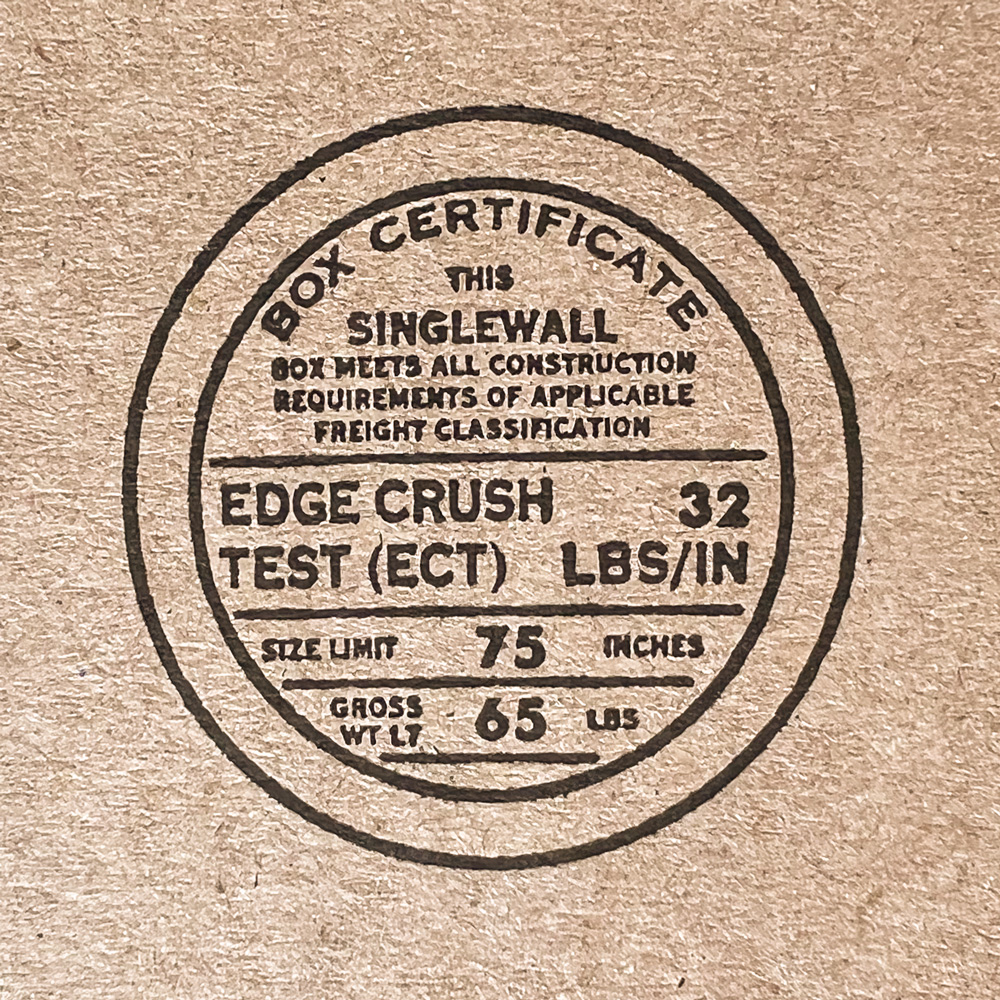 BOX CERTIFICATE
THIS
SINGLEWALL
BOX MEETS ALL CONSTRUCTION
REQUIREMENTS OF APPLICABLE
FREIGHT CLASSIFICATION
EDGE CRUSH 32
TEST (ECT) LBS/IN
SIZE LIMIT 75 INCHES
GROSS
WT LT 65 LBS